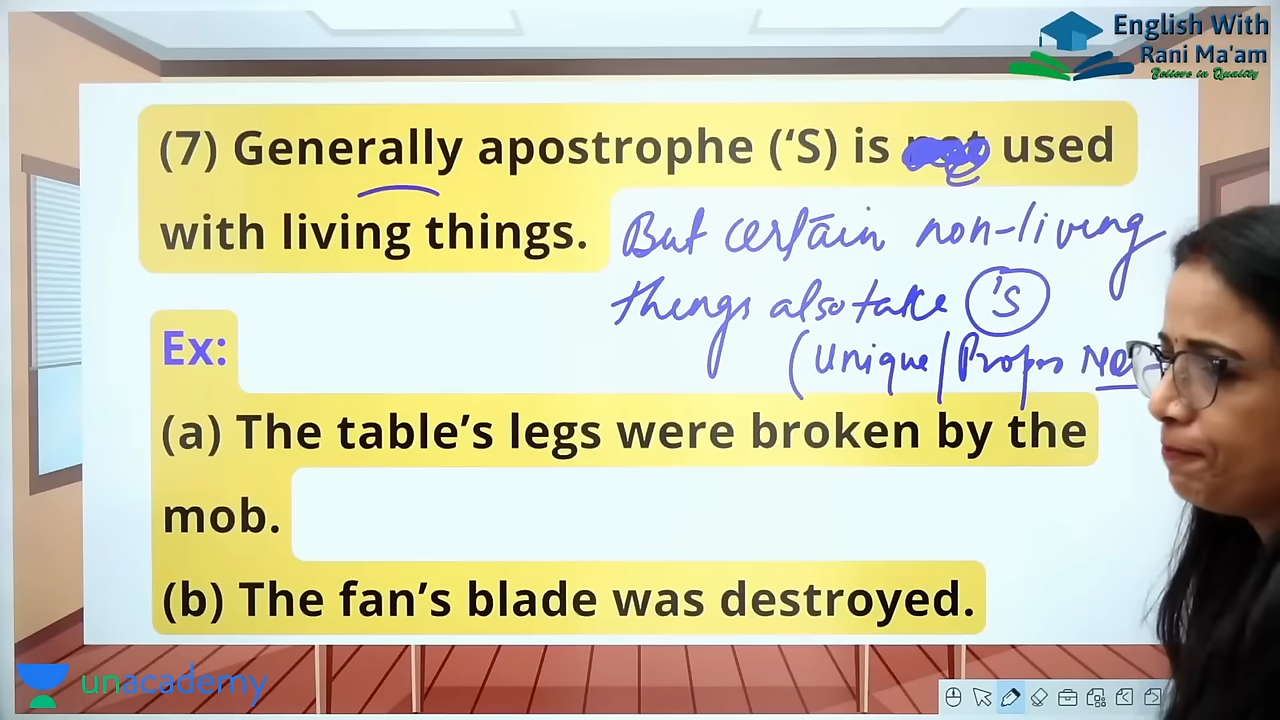 English With
Rani Ma'am
Believe in Quality
(7) Generally apostrophe (‘S) is used
with living things.
But certain non-living
things also take 'S
(Unique/Proper
Ex:
(a) The table’s legs were broken by the
mob.
(b) The fan’s blade was destroyed.
unacademy